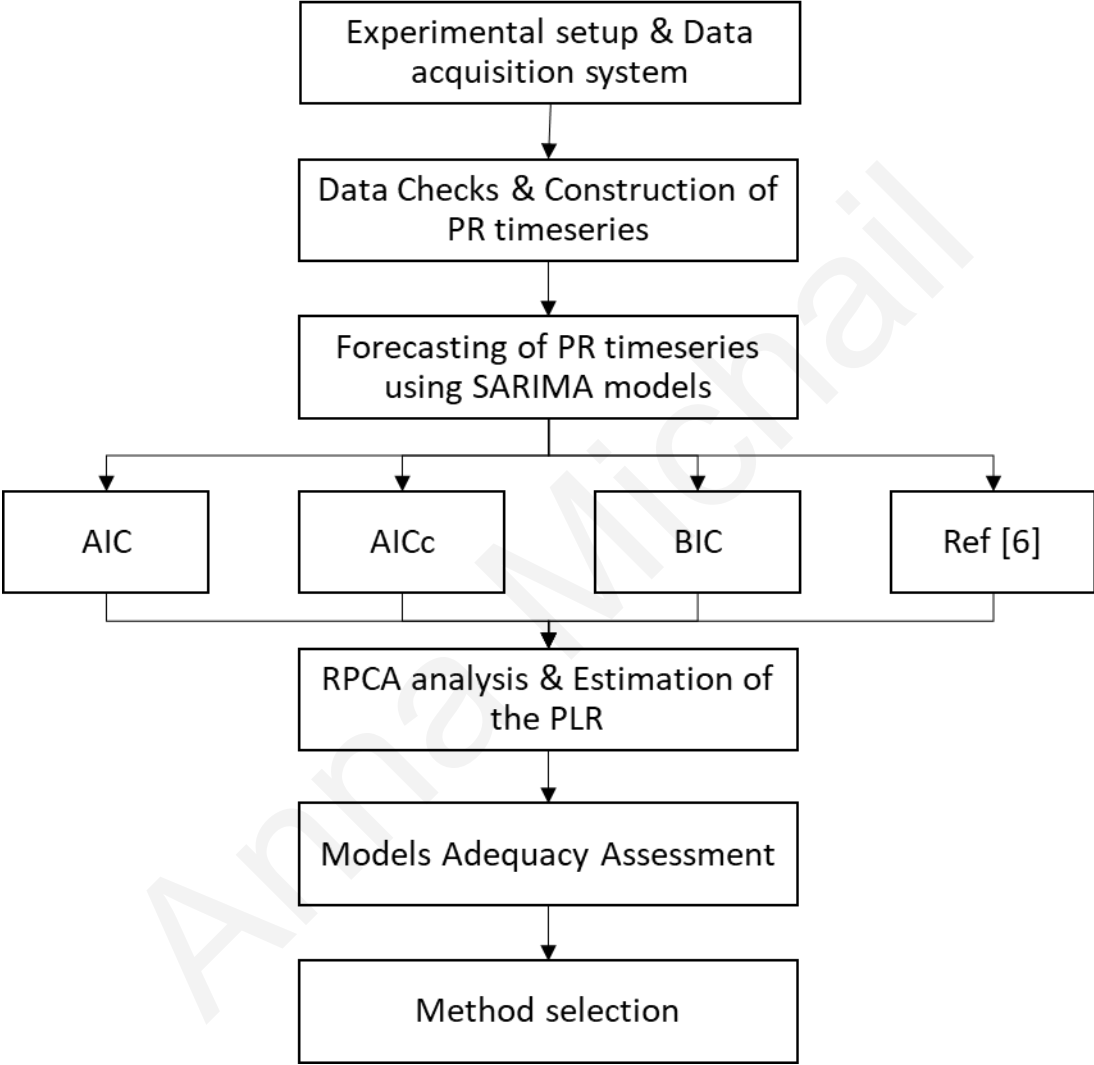 Experimental setup & Data
acquisition system
Data Checks & Construction of
PR timeseries
Forecasting of PR timeseries
using SARIMA models
AIC
AICc
BIC
Ref [6]
RPCA analysis & Estimation of
the PLR
Models Adequacy Assessment
Method selection
Anna Michail